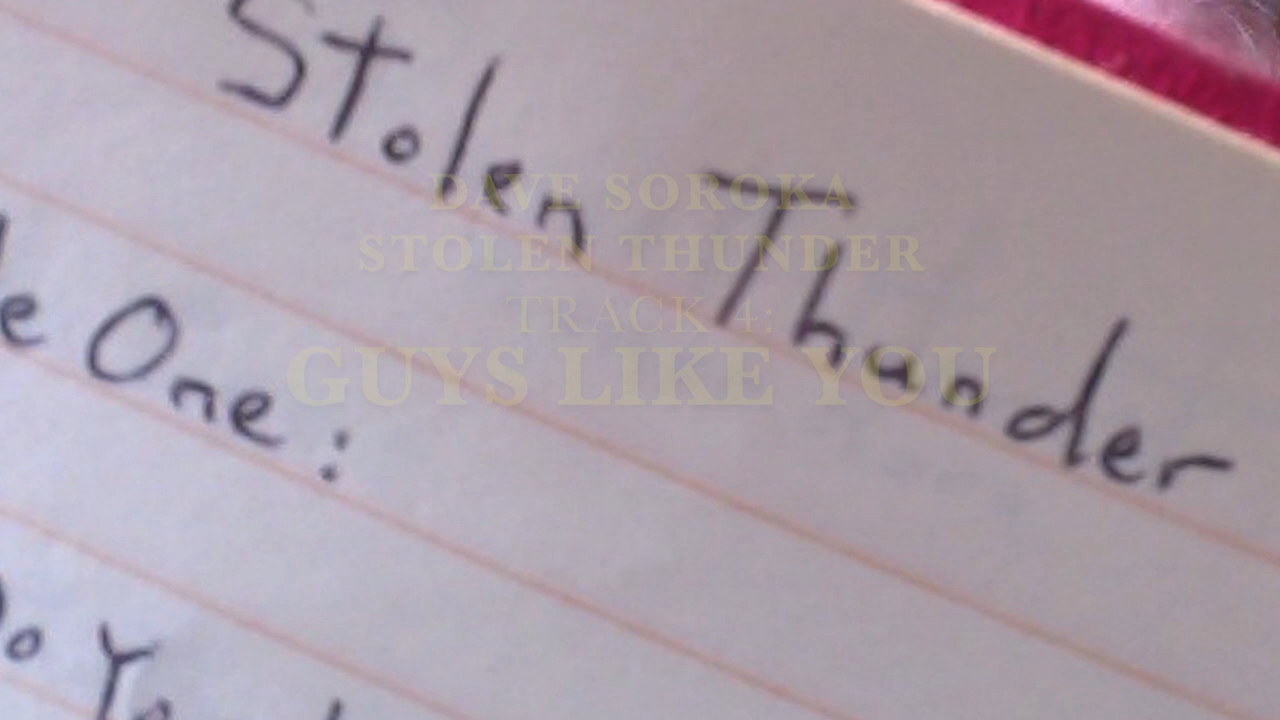 Stolen Thunder
DAVE SOROKA
STOLEN THUNDER
TRACK 4:
GUYS LIKE YOU
One: